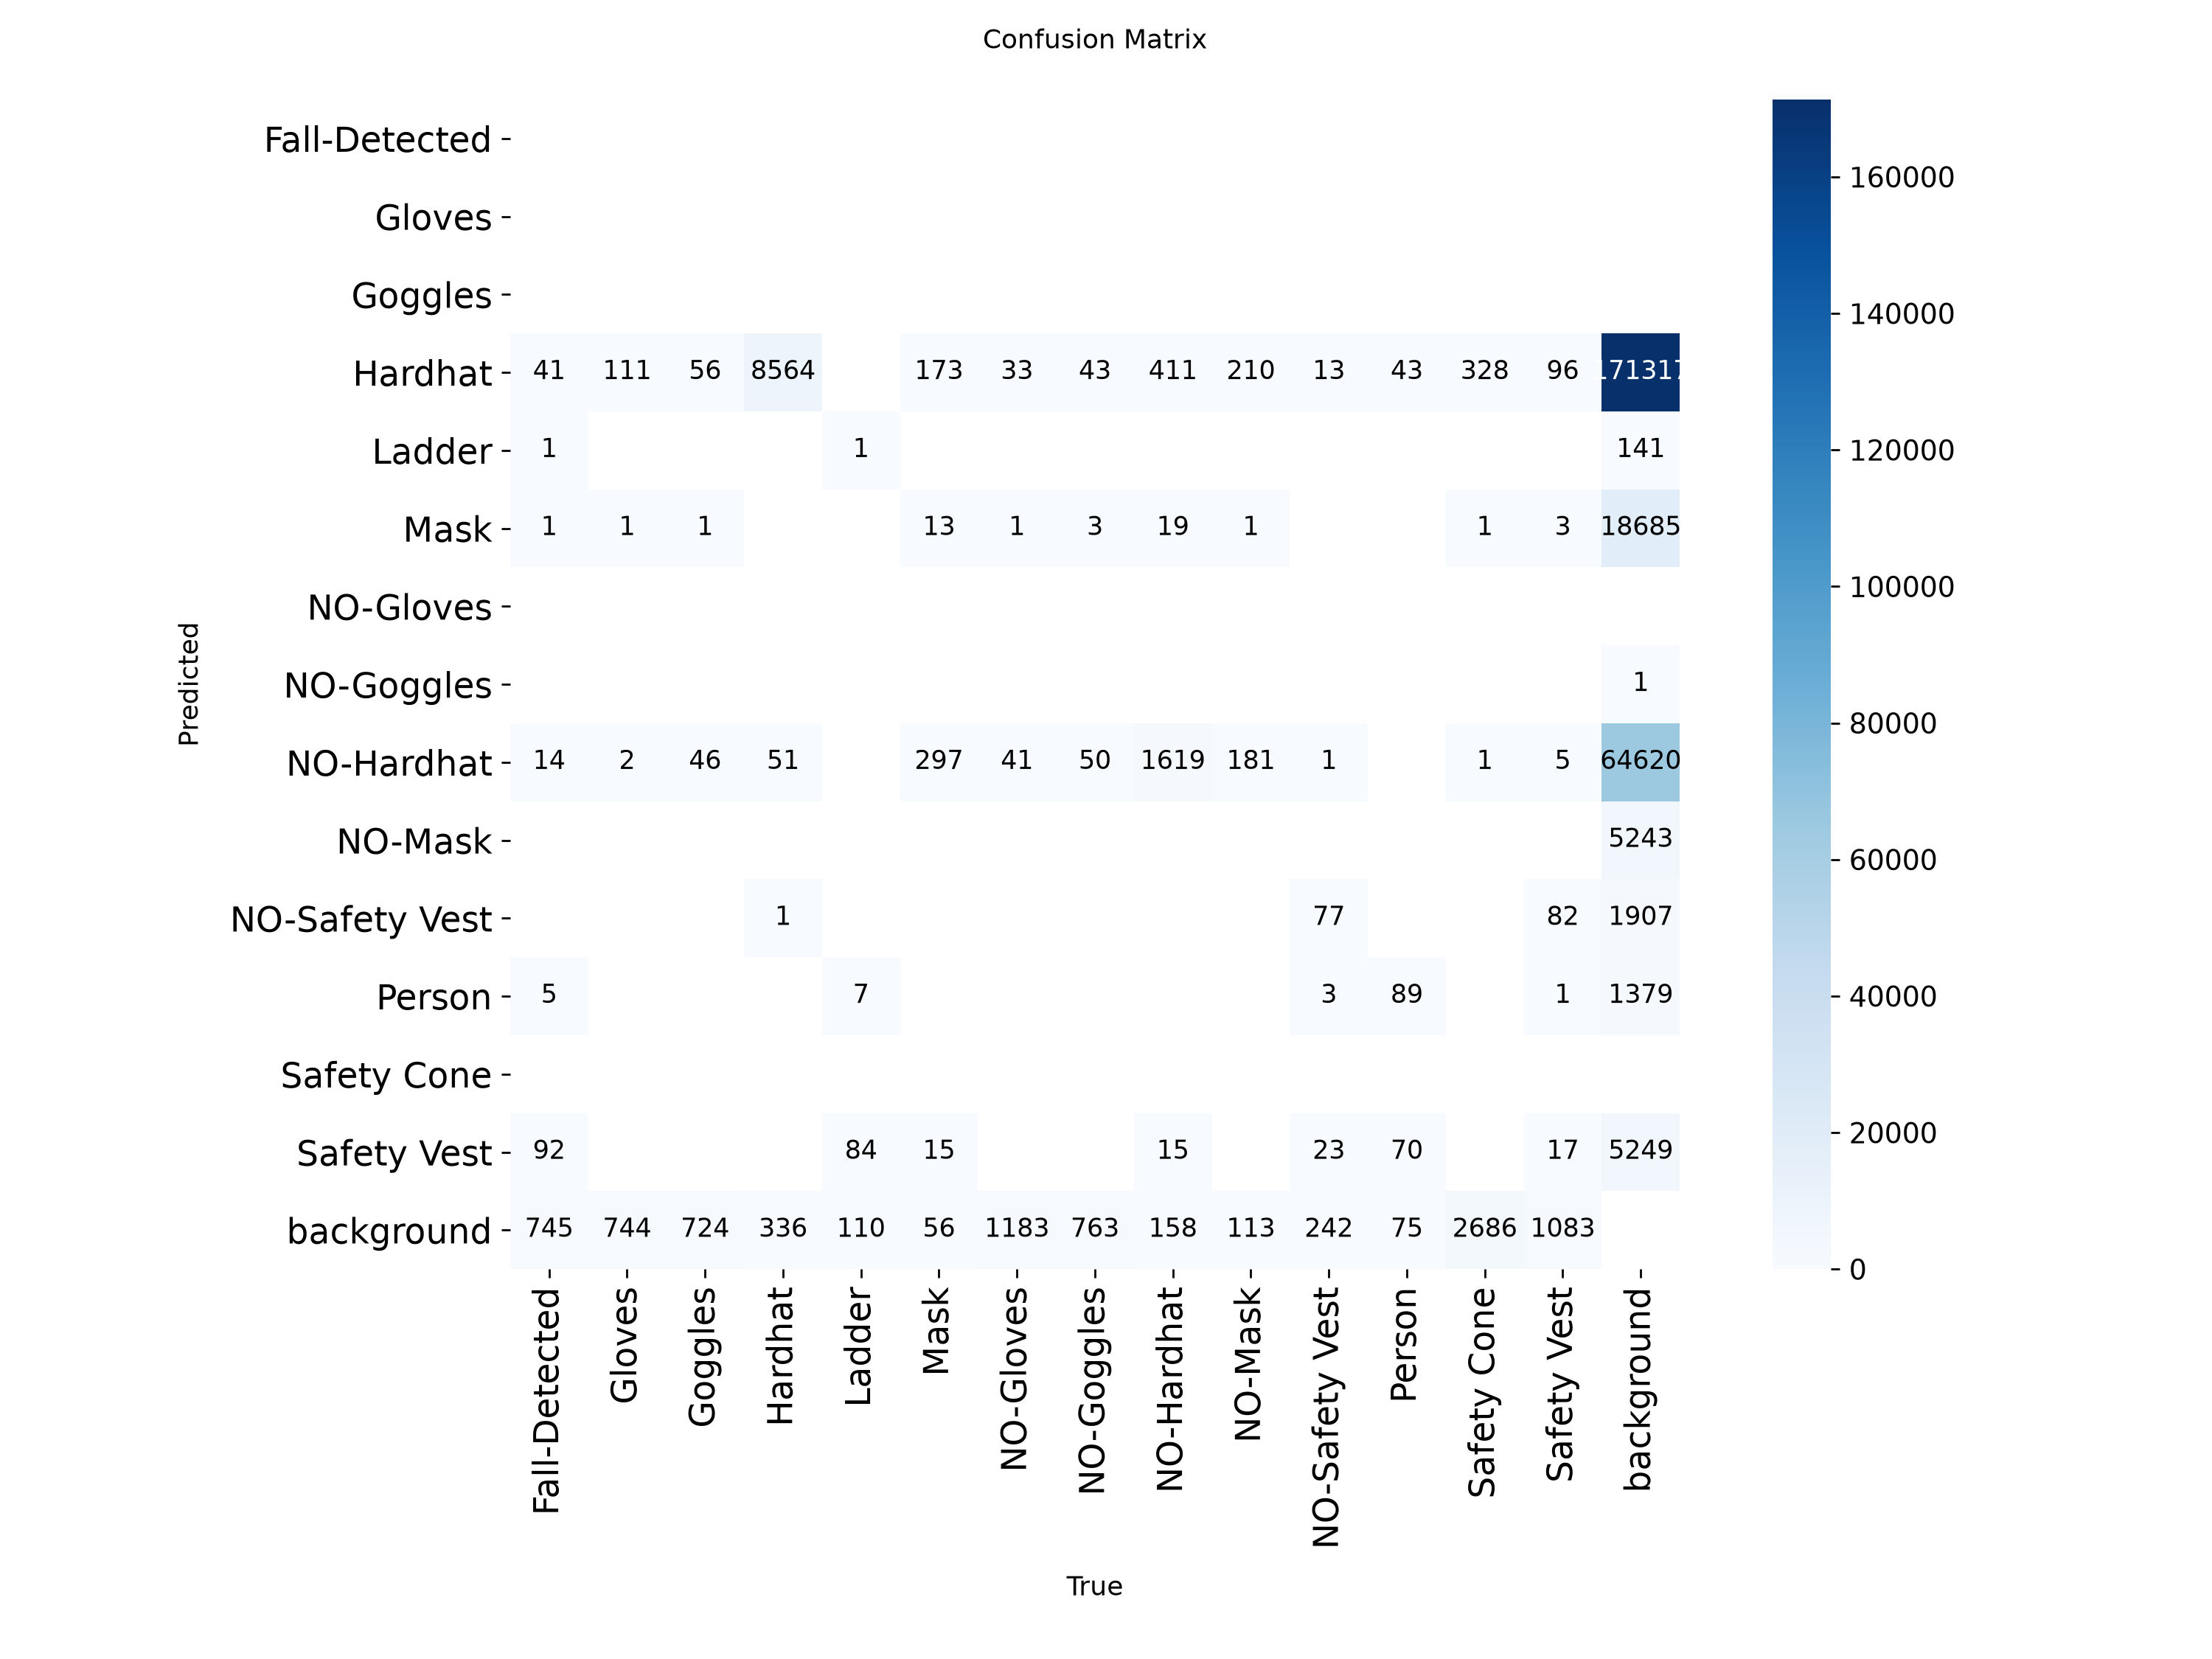 Confusion Matrix
Fall-Detected
Gloves
Goggles
Hardhat 41 111 56 8564 173 33 43 411 210 13 43 328 96 171317
Ladder 1 1 141
Mask 1 1 1 13 1 3 19 1 1 3 18685
NO-Gloves
NO-Goggles 1
NO-Hardhat 14 2 46 51 297 41 50 1619 181 1 1 5 64620
NO-Mask 5243
NO-Safety Vest 1 77 82 1907
Person 5 7 3 89 1 1379
Safety Cone
Safety Vest 92 84 15 15 23 70 17 5249
background 745 744 724 336 110 56 1183 763 158 113 242 75 2686 1083
Fall-Detected
Gloves
Goggles
Hardhat
Ladder
Mask
NO-Gloves
NO-Goggles
NO-Hardhat
NO-Mask
NO-Safety Vest
Person
Safety Cone
Safety Vest
background
True
Predicted
160000
140000
120000
100000
80000
60000
40000
20000
0